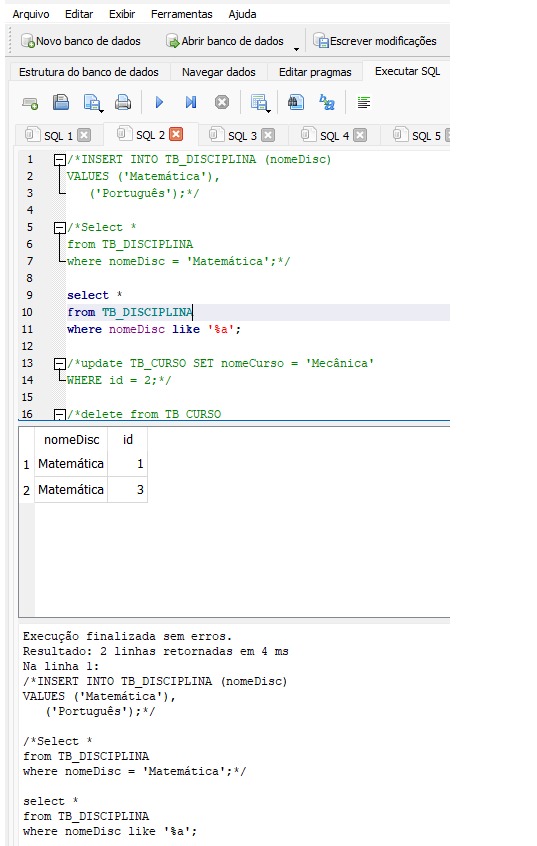 Arquivo Editar Exibir Ferramentas Ajuda
Novo banco de dados Abrir banco de dados Escrever modificações
Estrutura do banco de dados Navegar dados Editar pragmas Executar SQL
SQL 1 SQL 2 SQL 3 SQL 4 SQL 5
1 /*INSERT INTO TB_DISCIPLINA (nomeDisc)
2 VALUES ('Matemática'),
3 ('Português');*/
4
5 /*Select *
6 from TB_DISCIPLINA
7 where nomeDisc = 'Matemática';*/
8
9 select *
10 from TB_DISCIPLINA
11 where nomeDisc like '%a';
12
13 /*update TB_CURSO SET nomeCurso = 'Mecânica'
14 WHERE id = 2;*/
15
16 /*delete from TB_CURSO
nomeDisc id
1 Matemática 1
2 Matemática 3
Execução finalizada sem erros.
Resultado: 2 linhas retornadas em 4 ms
Na linha 1:
/*INSERT INTO TB_DISCIPLINA (nomeDisc)
VALUES ('Matemática'),
('Português');*/
/*Select *
from TB_DISCIPLINA
where nomeDisc = 'Matemática';*/
select *
from TB_DISCIPLINA
where nomeDisc like '%a';